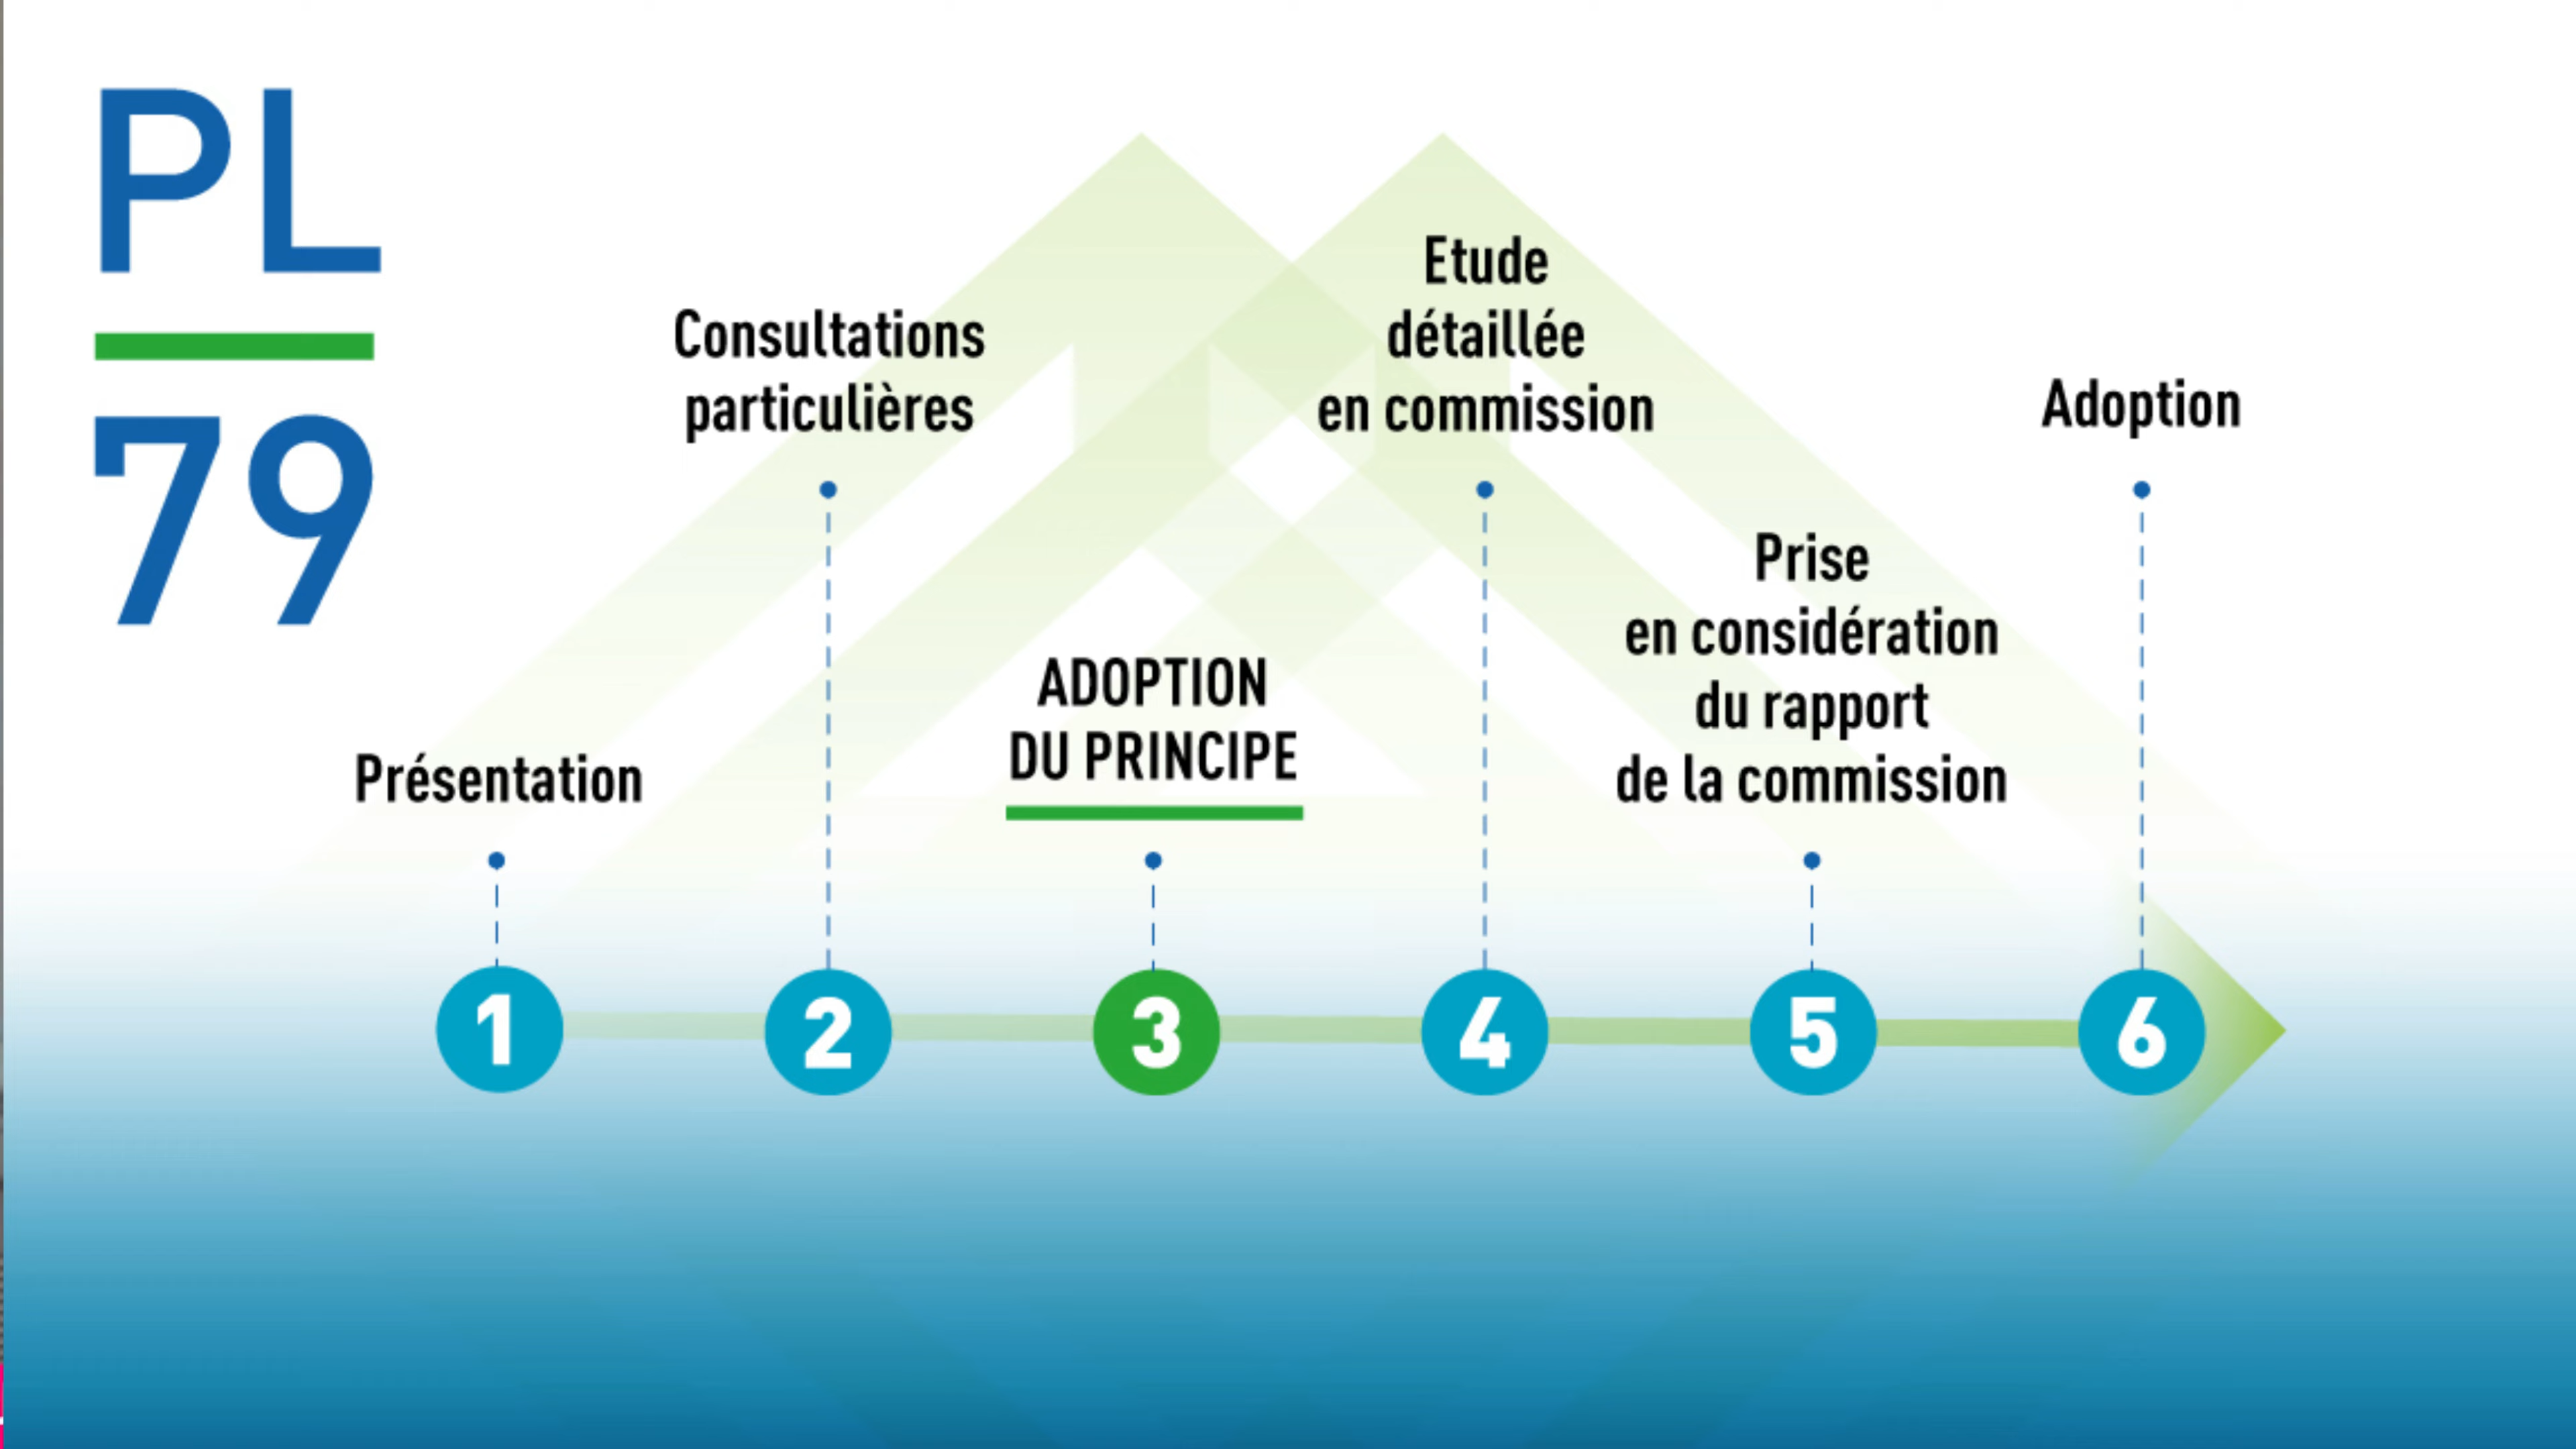 PL
79
Présentation
Consultations
particulières
ADOPTION
DU PRINCIPE
Etude
détaillée
en commission
Prise
en considération
du rapport
de la commission
Adoption
1
2
3
4
5
6